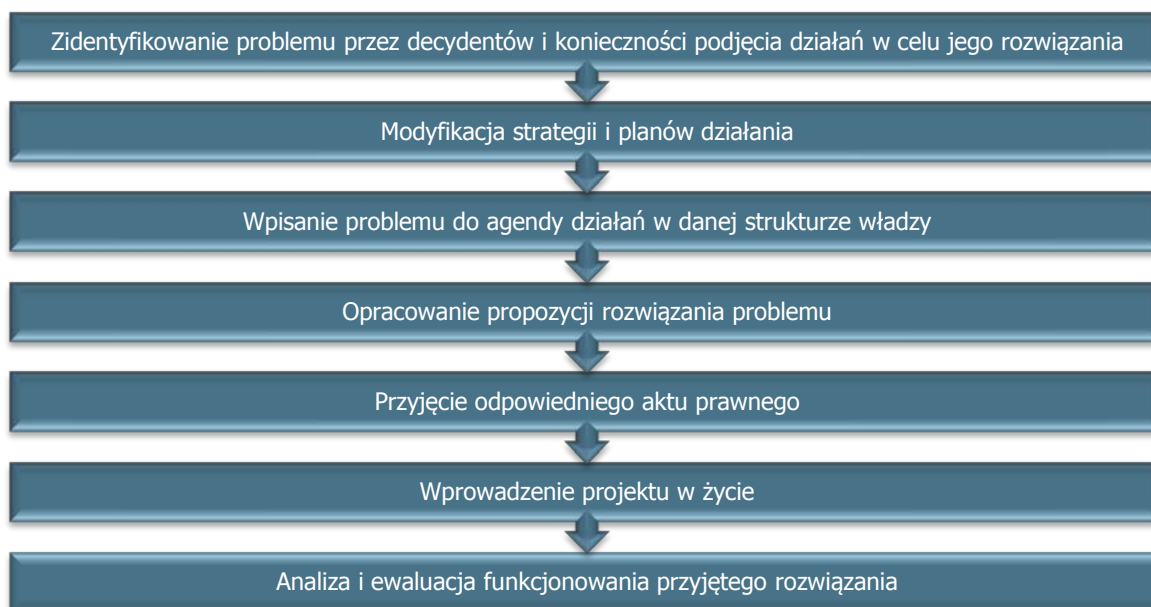 Zidentyfikowanie problemu przez decydentów i konieczności podjęcia działań w celu jego rozwiązania
Modyfikacja strategii i planów działania
Wpisanie problemu do agendy działań w danej strukturze władzy
Opracowanie propozycji rozwiązania problemu
Przyjęcie odpowiedniego aktu prawnego
Wprowadzenie projektu w życie
Analiza i ewaluacja funkcjonowania przyjętego rozwiązania